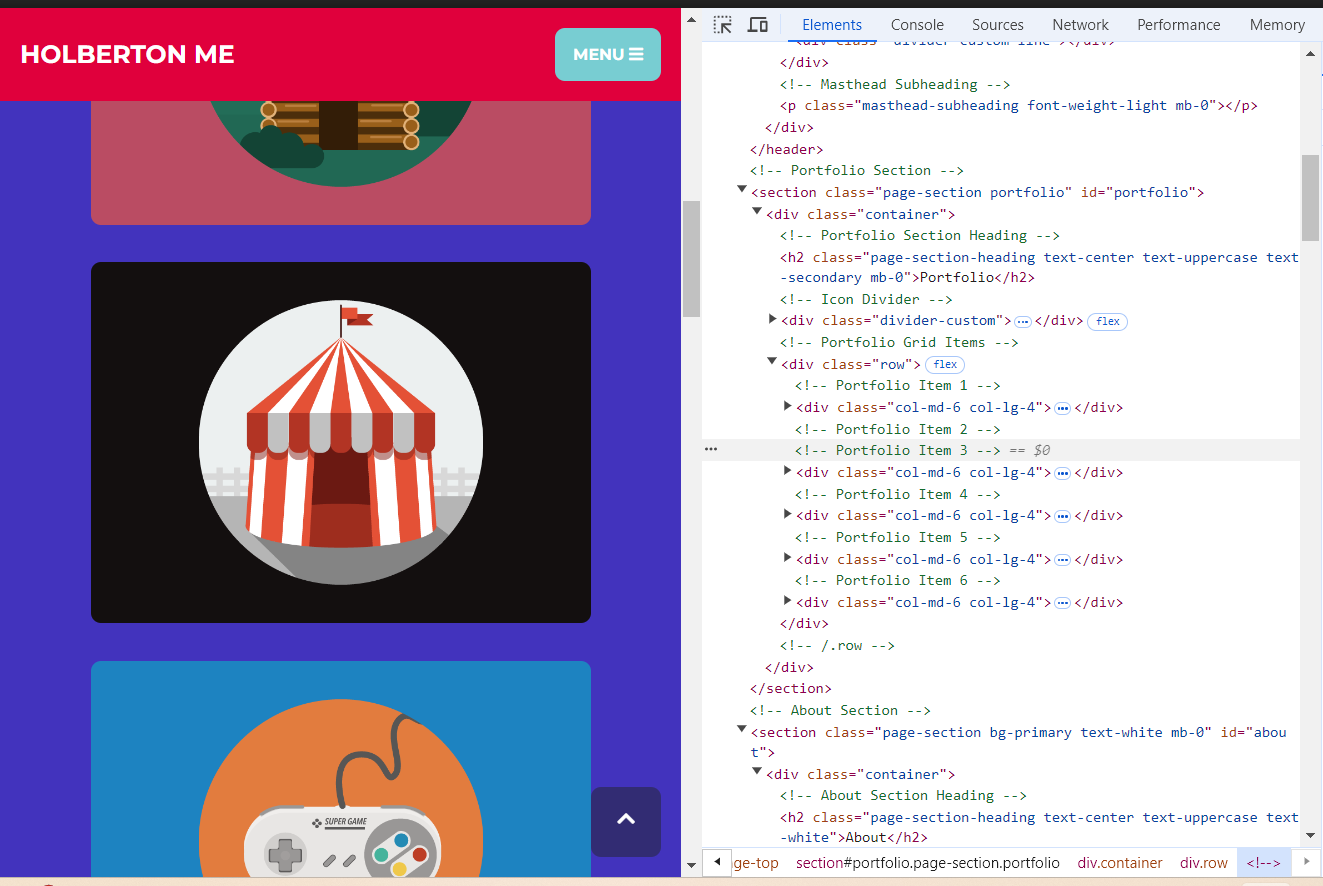 HOLBERTON ME
MENU
SUPER GAME
Elements Console Sources Network Performance Memory
</div>
<!-- Masthead Subheading -->
<p class="masthead-subheading font-weight-light mb-0"></p>
</div>
</header>
<!-- Portfolio Section -->
<section class="page-section portfolio" id="portfolio">
<div class="container">
<!-- Portfolio Section Heading -->
<h2 class="page-section-heading text-center text-uppercase text
-secondary mb-0">Portfolio</h2>
<!-- Icon Divider -->
<div class="divider-custom">…</div> flex
<!-- Portfolio Grid Items -->
<div class="row"> flex
<!-- Portfolio Item 1 -->
<div class="col-md-6 col-lg-4">…</div>
<!-- Portfolio Item 2 -->
… <!-- Portfolio Item 3 --> == $0
<div class="col-md-6 col-lg-4">…</div>
<!-- Portfolio Item 4 -->
<div class="col-md-6 col-lg-4">…</div>
<!-- Portfolio Item 5 -->
<div class="col-md-6 col-lg-4">…</div>
<!-- Portfolio Item 6 -->
<div class="col-md-6 col-lg-4">…</div>
</div>
<!-- /.row -->
</div>
</section>
<!-- About Section -->
<section class="page-section bg-primary text-white mb-0" id="abou
t">
<div class="container">
<!-- About Section Heading -->
<h2 class="page-section-heading text-center text-uppercase text
-white">About</h2>
ge-top section#portfolio.page-section.portfolio div.container div.row <!-->